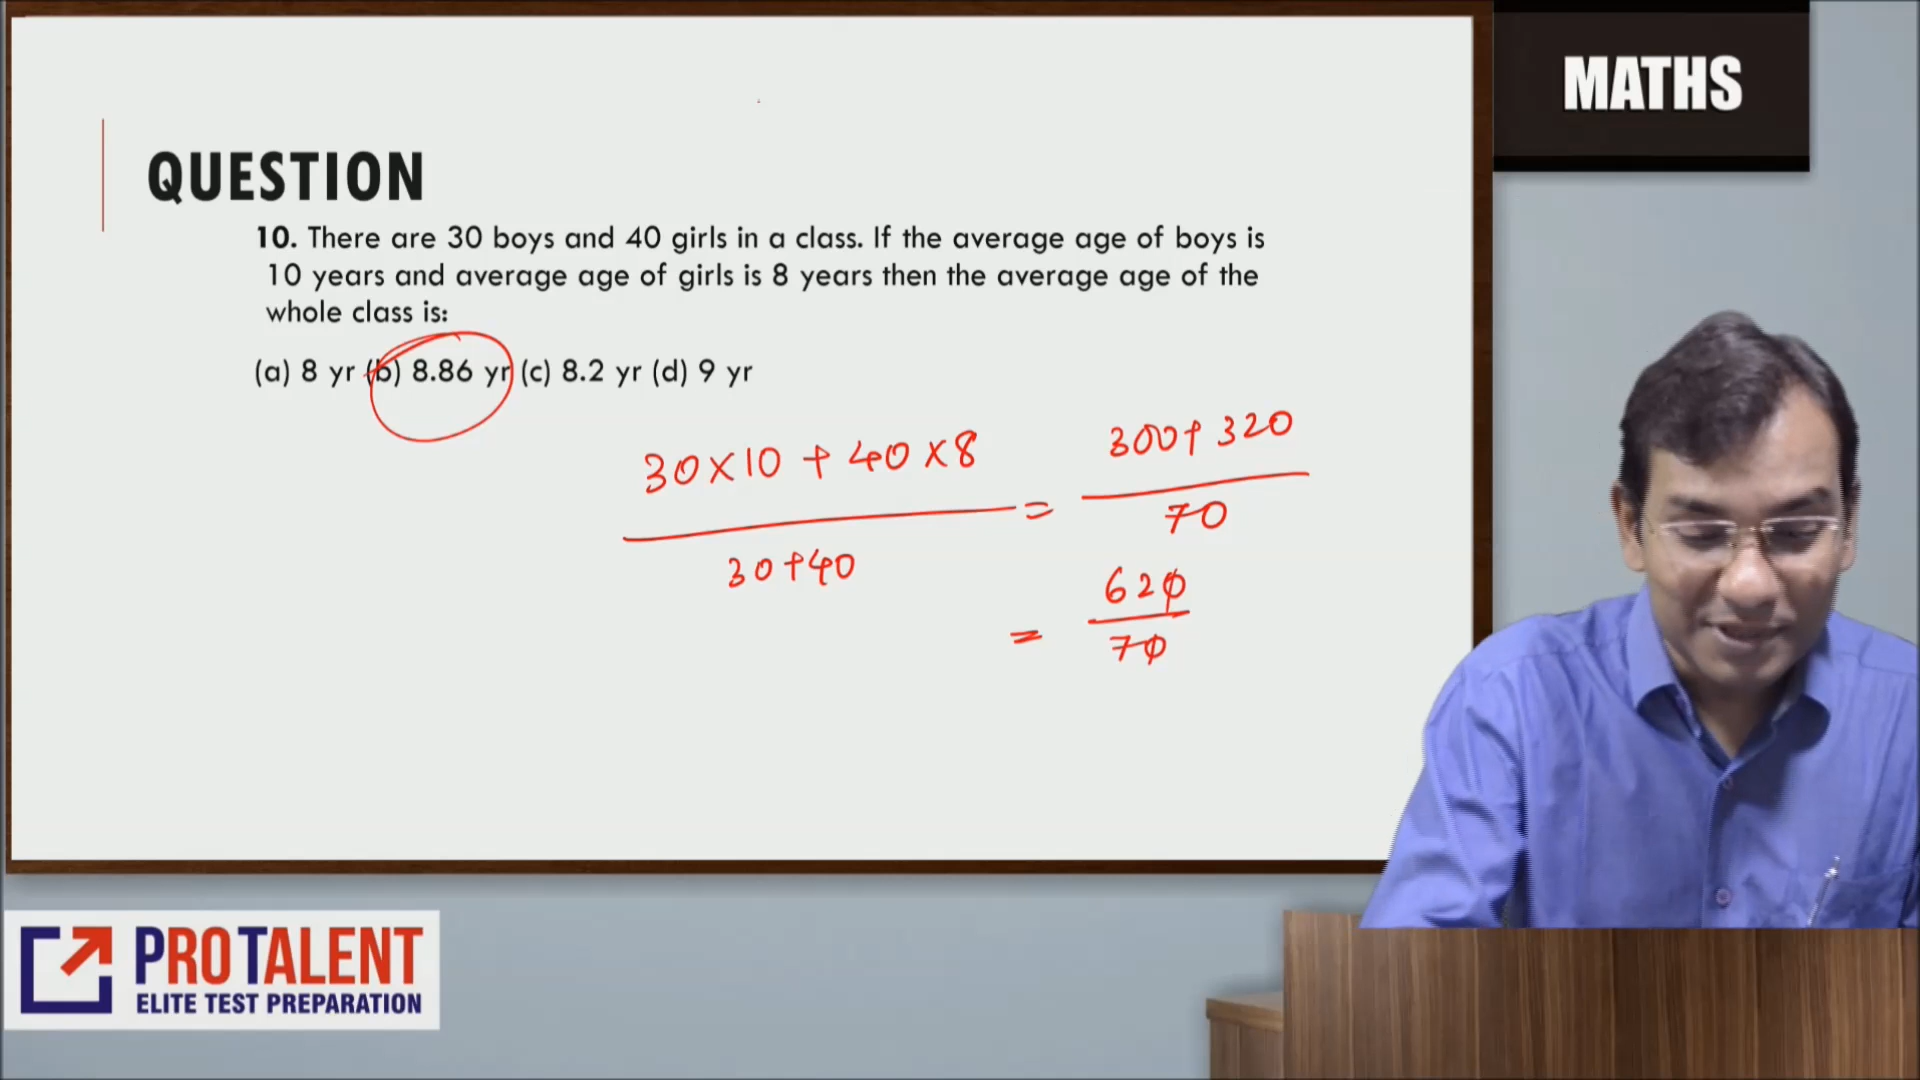 MATHS
QUESTION
10. There are 30 boys and 40 girls in a class. If the average age of boys is
10 years and average age of girls is 8 years then the average age of the
whole class is:
(a) 8 yr (b) 8.86 yr (c) 8.2 yr (d) 9 yr
30×10 + 40×8
30+40
=
300+320
70
=
620
70
PROTALENT
ELITE TEST PREPARATION